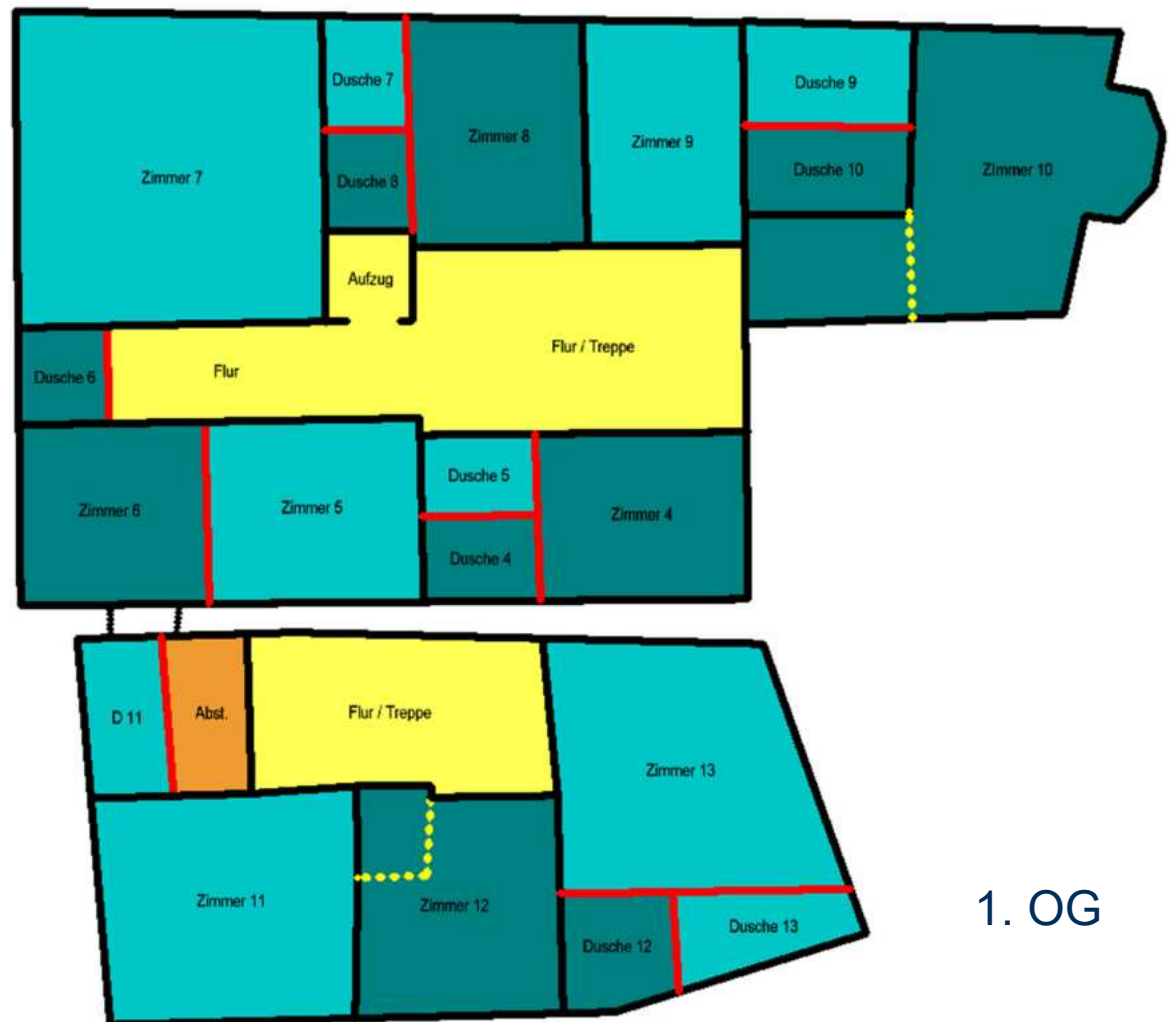 Dusche 7
Zimmer 8
Zimmer 9
Dusche 9
Zimmer 7
Dusche 8
Dusche 10
ZImmer 10
Aufzug
Dusche 6
Flur
Flur / Treppe
Zimmer 6
Zimmer 5
Dusche 5
Dusche 4
Zimmer 4
D 11
Abst.
Flur / Treppe
Zimmer 13
Zimmer 11
Zimmer 12
Dusche 12
Dusche 13
1. OG